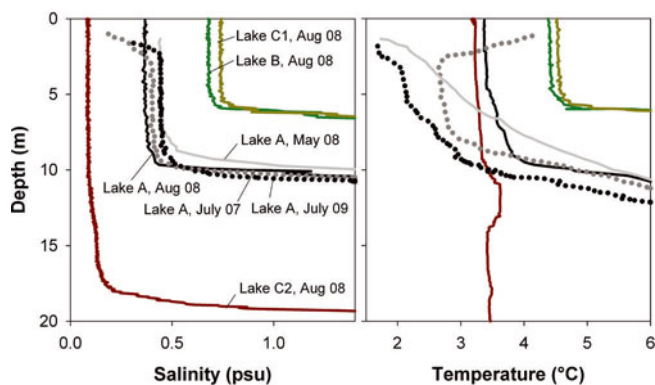 0
5
10
15
20
Depth (m)
Lake C1, Aug 08
Lake B, Aug 08
Lake A, May 08
Lake A, Aug 08
Lake A, July 07
Lake A, July 09
Lake C2, Aug 08
0.0 0.5 1.0
Salinity (psu)
2 3 4 5 6
Temperature (°C)